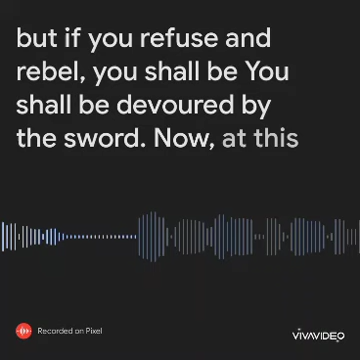 but if you refuse and
rebel, you shall be You
shall be devoured by
the sword. Now, at this
Recorded on Pixel
VIVAVIDEO